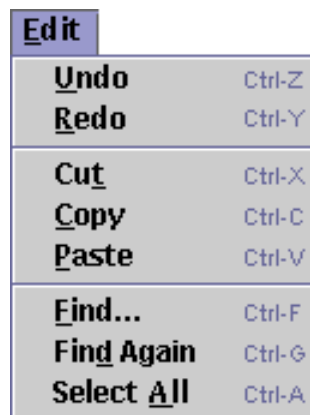 Edit
Undo Ctrl-Z
Redo Ctrl-Y
Cut Ctrl-X
Copy Ctrl-C
Paste Ctrl-V
Find... Ctrl-F
Find Again Ctrl-G
Select All Ctrl-A